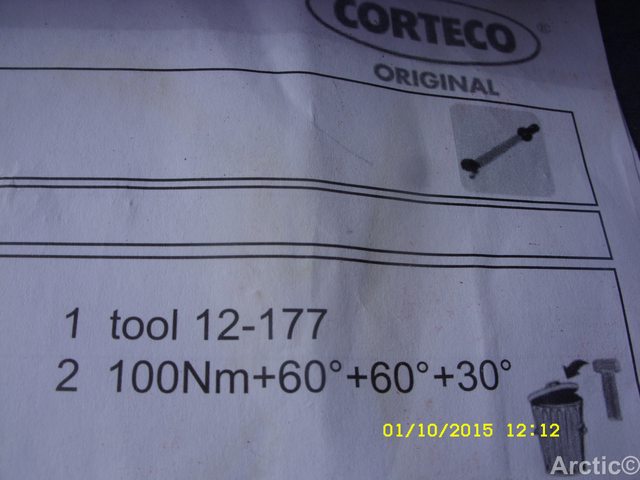 CORTECO®
ORIGINAL
1 tool 12-177
2 100Nm+60°+60°+30°
01/10/2015 12:12
Arctic©